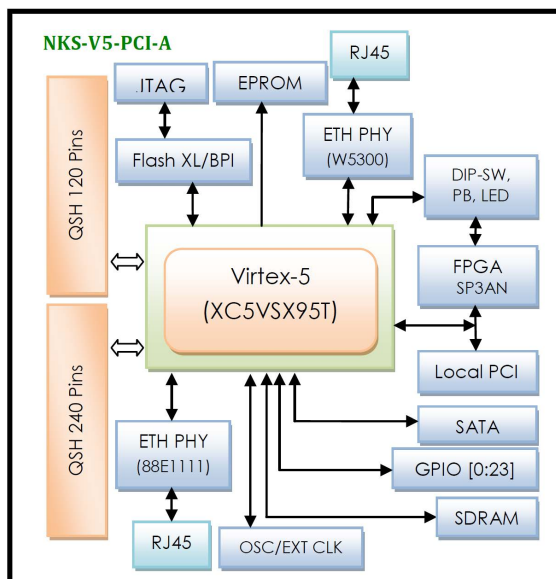 NKS-V5-PCI-A
RJ45
JTAG
EPROM
ETH PHY
(W5300)
Flash XL/BPI
DIP-SW,
PB, LED
QSH 120 Pins
Virtex-5
(XC5VSX95T)
FPGA
SP3AN
Local PCI
QSH 240 Pins
ETH PHY
(88E1111)
SATA
GPIO [0:23]
SDRAM
RJ45
OSC/EXT CLK